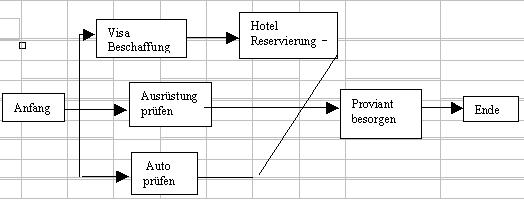 Visa
Beschaffung
Hotel
Reservierung –
Anfang
Ausrüstung
prüfen
Proviant
besorgen
Ende
Auto
prüfen